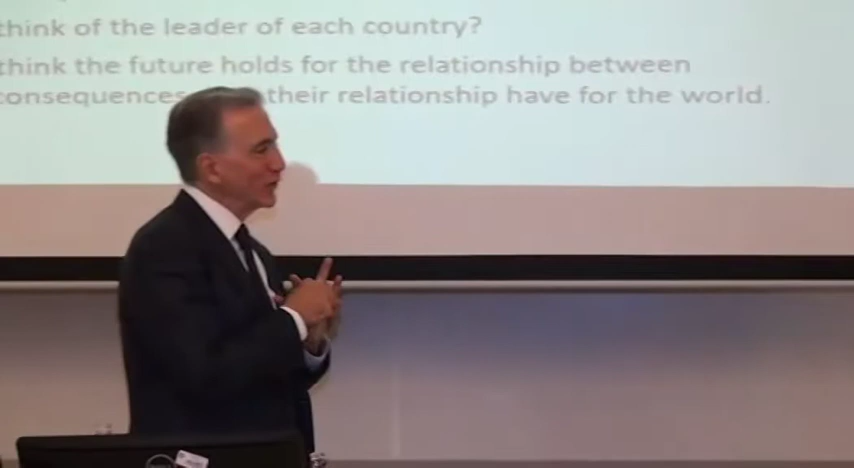 think of the leader of each country?
think the future holds for the relationship between
consequences their relationship have for the world.